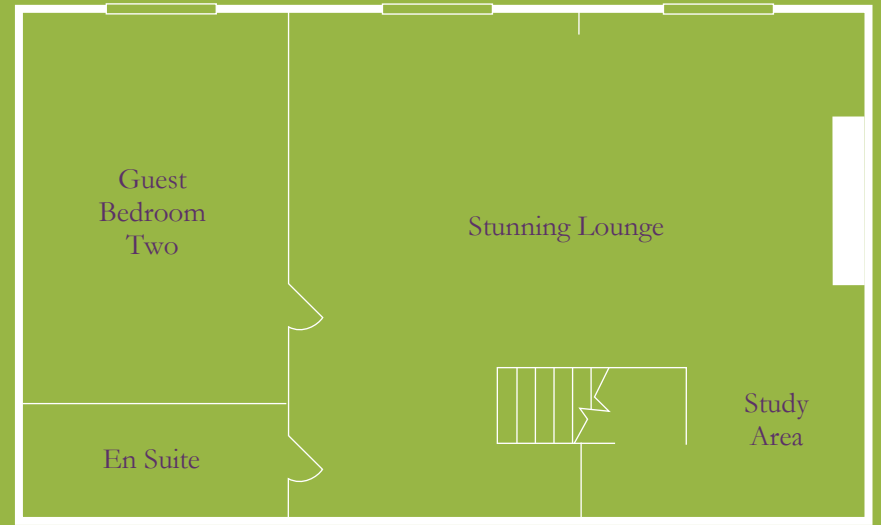 Guest
Bedroom
Two
Stunning Lounge
Study
Area
En Suite